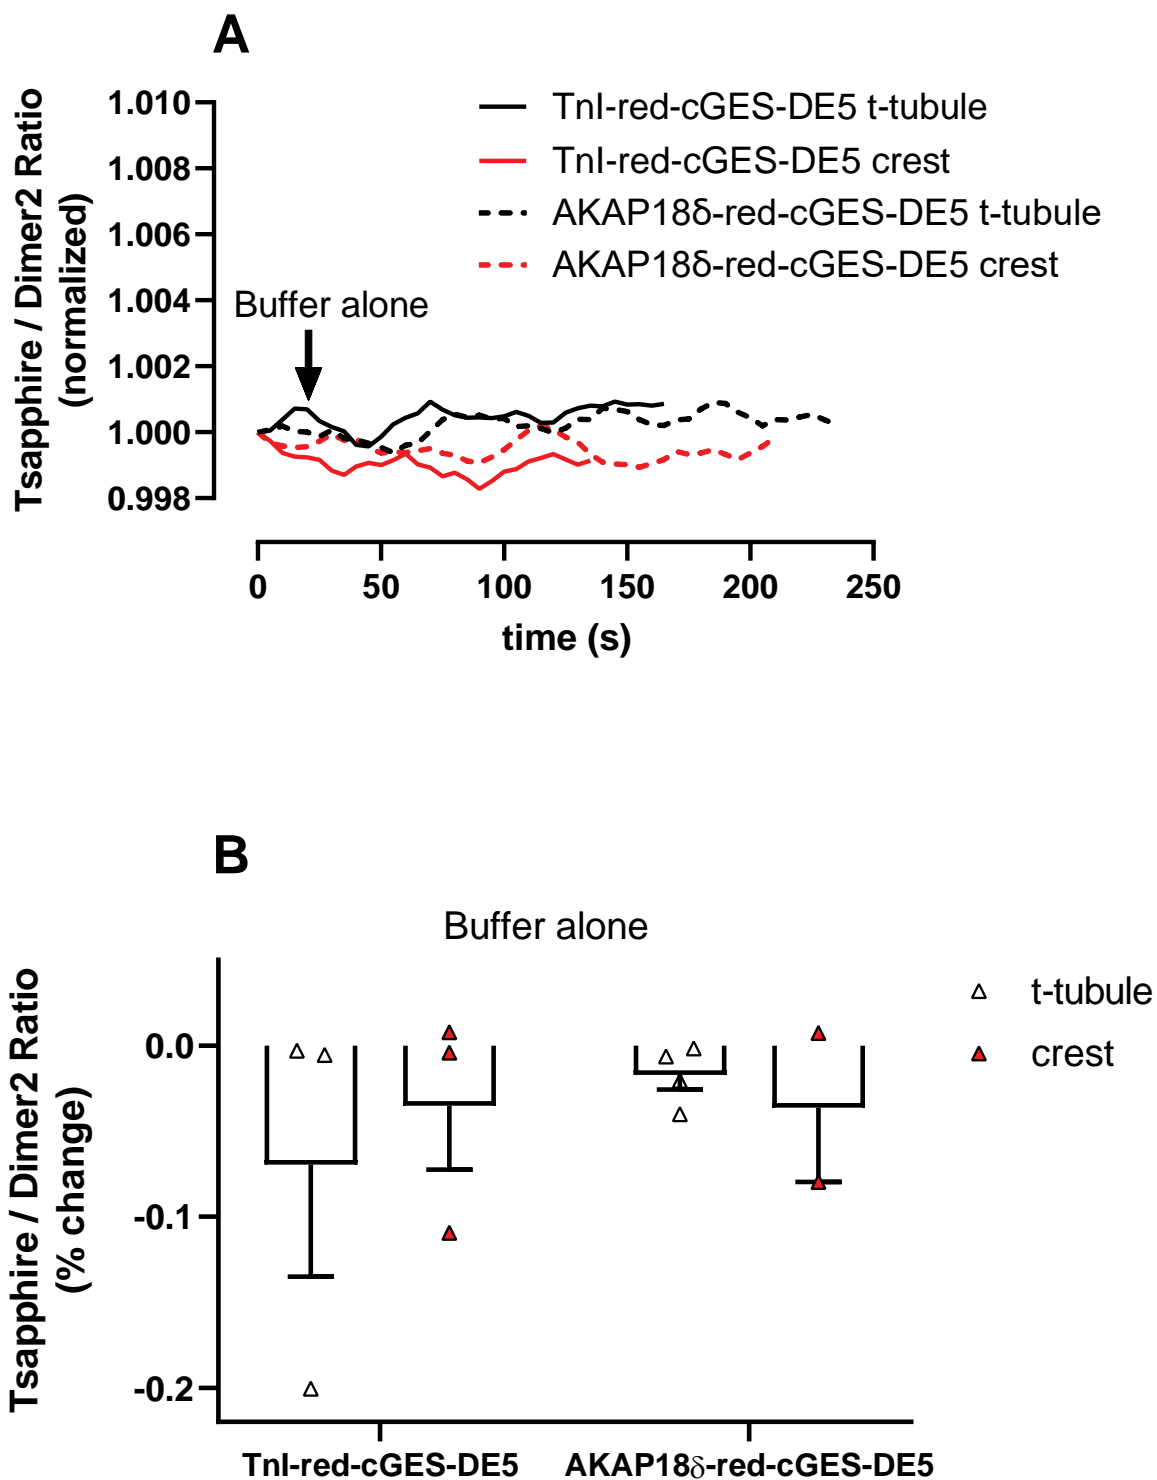 A
Tsapphire / Dimer2 Ratio
(normalized)
1.010
1.008
1.006
1.004
1.002
1.000
0.998
TnI-red-cGES-DE5 t-tubule
TnI-red-cGES-DE5 crest
AKAP18δ-red-cGES-DE5 t-tubule
AKAP18δ-red-cGES-DE5 crest
Buffer alone
0 50 100 150 200 250
time (s)
B
Buffer alone
Tsapphire / Dimer2 Ratio
(% change)
0.0
-0.1
-0.2
t-tubule
crest
TnI-red-cGES-DE5 AKAP18δ-red-cGES-DE5